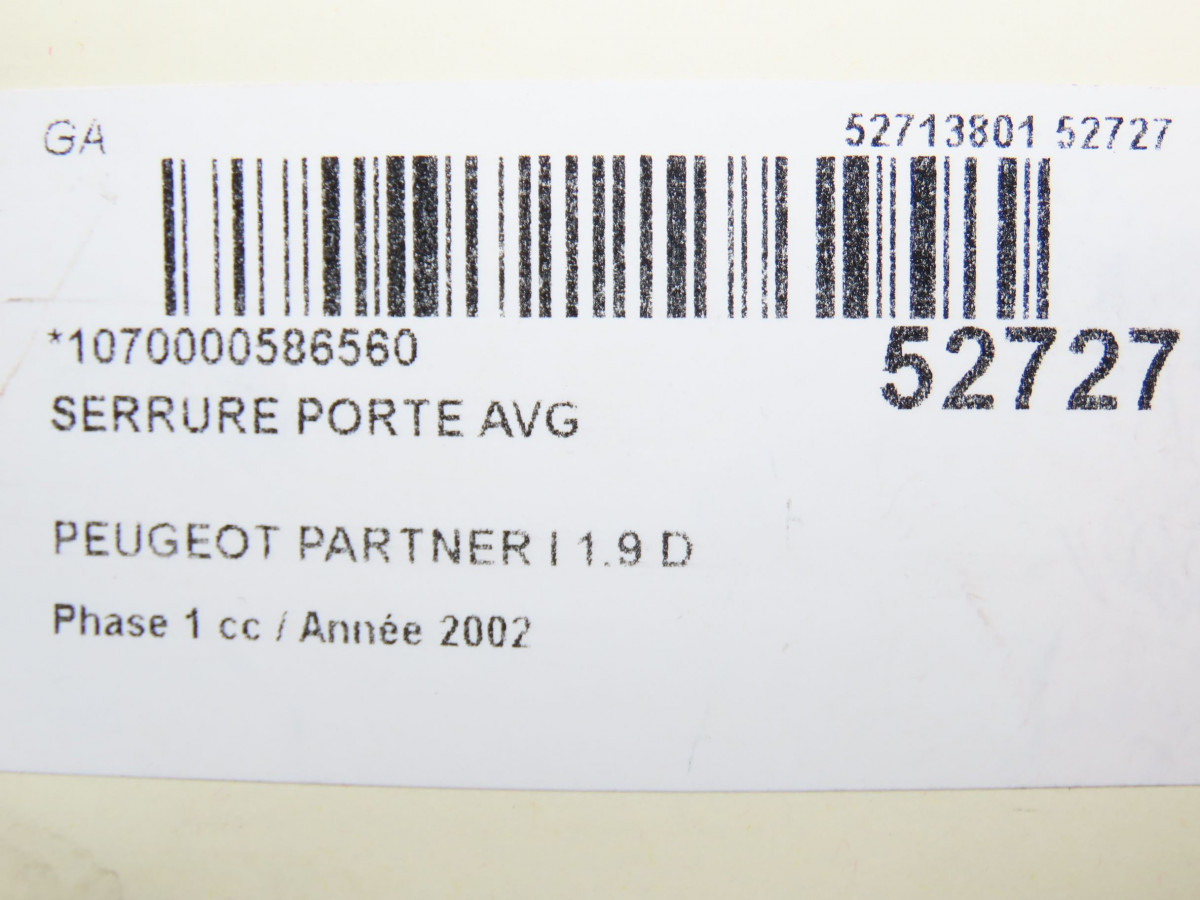 GA
52713801 52727
*1070000586560
52727
SERRURE PORTE AVG
PEUGEOT PARTNER I 1.9 D
Phase 1 cc / Année 2002